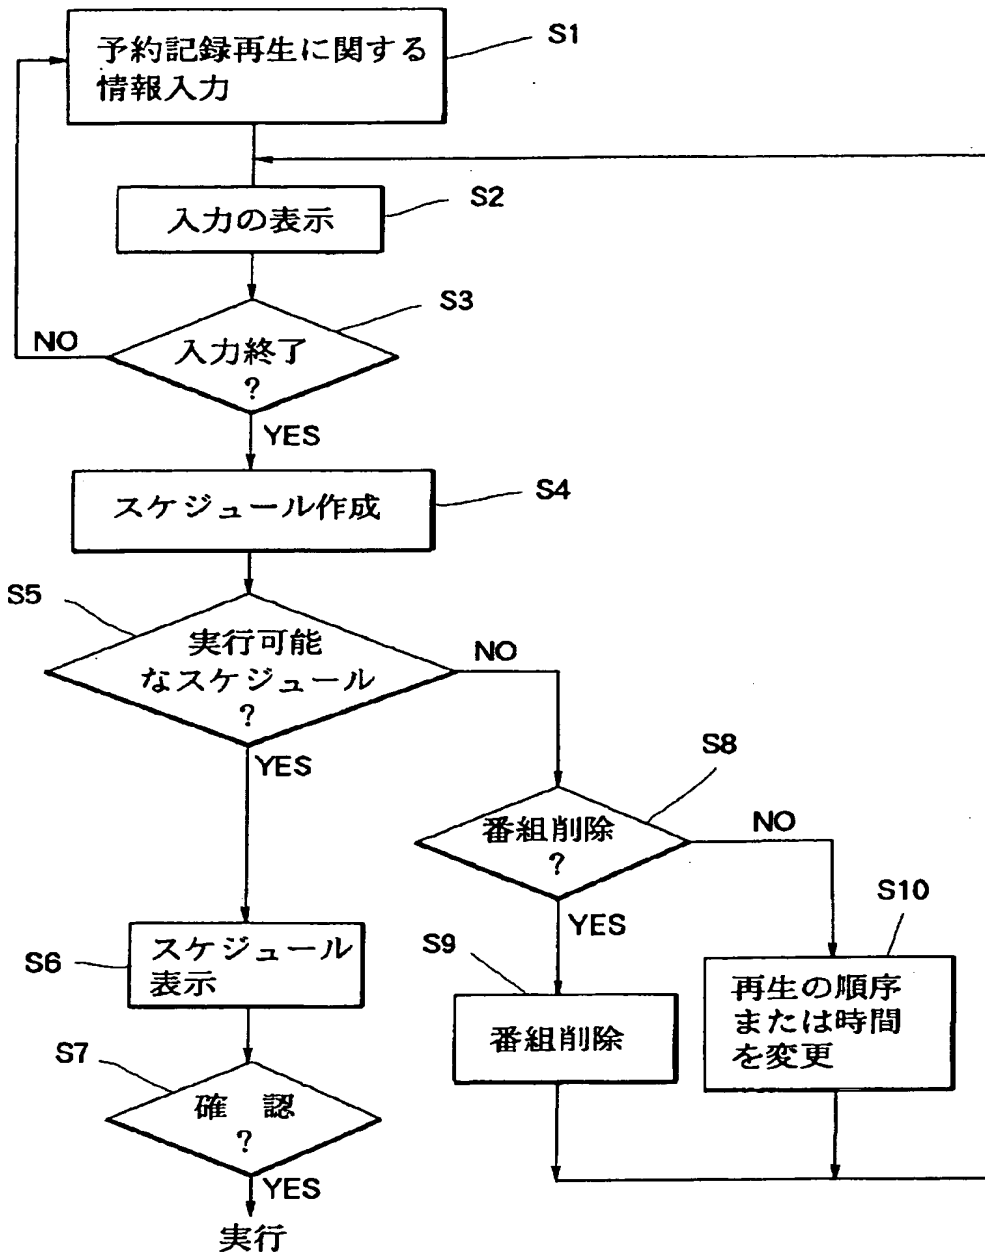 S1
予約記録再生に関する
情報入力
S2
入力の表示
S3
NO
入力終了
?
YES
S4
スケジュール作成
S5
実行可能
なスケジュール
?
NO
YES
S8
番組削除
?
NO
YES
S10
S6
スケジュール
表示
S9
番組削除
再生の順序
または時間
を変更
S7
確 認
?
YES
実行